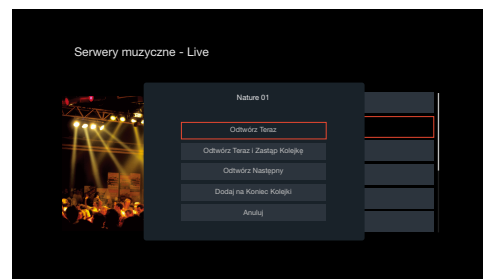 Serwery muzyczne - Live
Nature 01
Odtwórz Teraz
Odtwórz Teraz i Zastąp Kolejkę
Odtwórz Następny
Dodaj na Koniec Kolejki
Anuluj